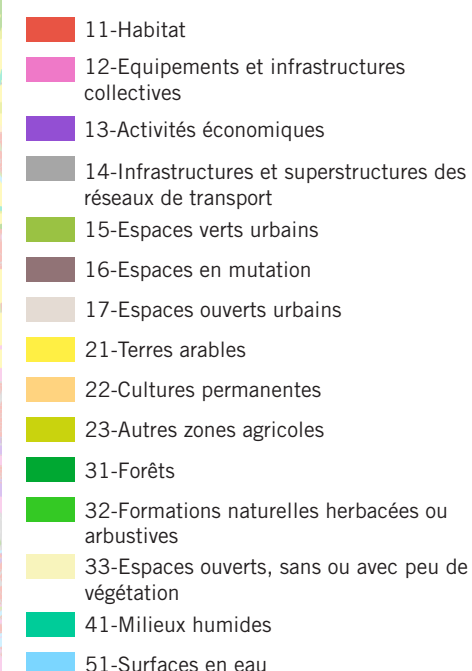 11-Habitat
12-Equipements et infrastructures
collectives
13-Activités économiques
14-Infrastructures et superstructures des
réseaux de transport
15-Espaces verts urbains
16-Espaces en mutation
17-Espaces ouverts urbains
21-Terres arables
22-Cultures permanentes
23-Autres zones agricoles
31-Forêts
32-Formations naturelles herbacées ou
arbustives
33-Espaces ouverts, sans ou avec peu de
végétation
41-Milieux humides
51-Surfaces en eau